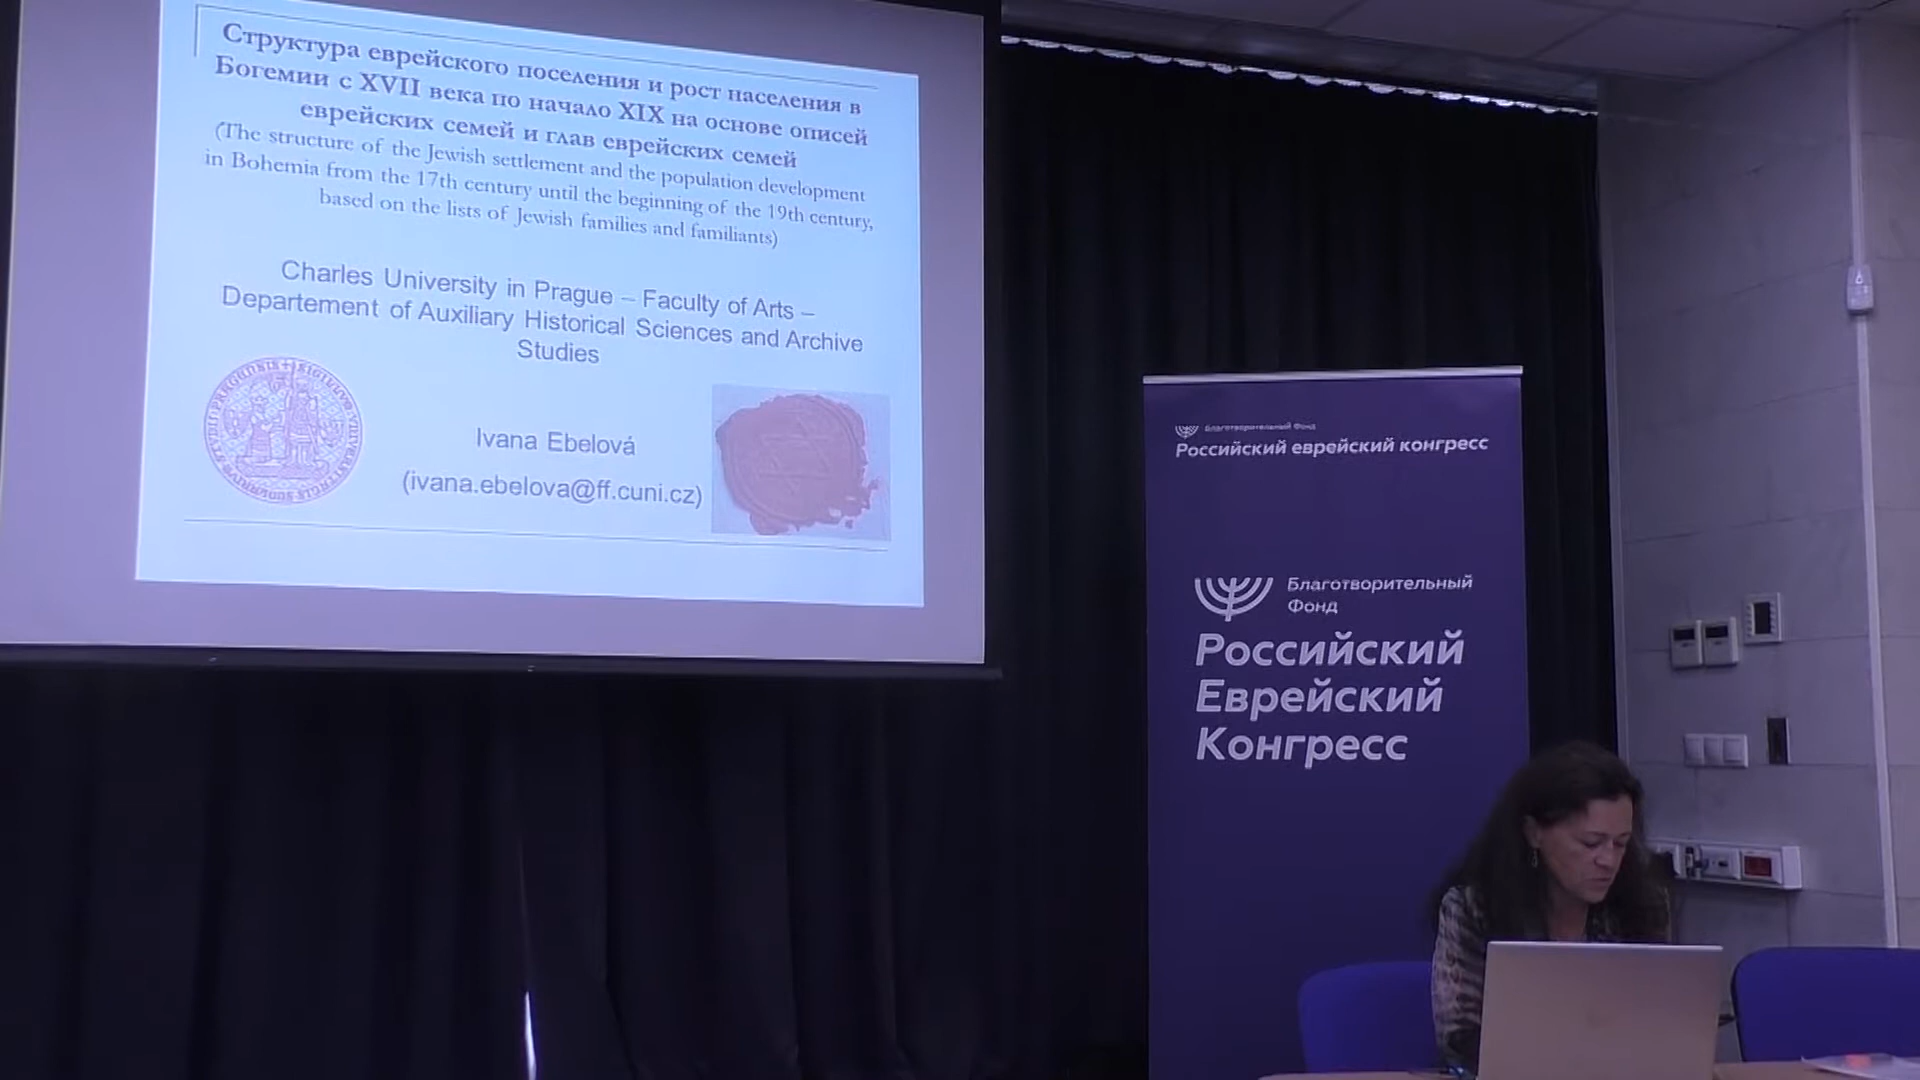 Структура еврейского поселения и рост населения в
Богемии с XVII века по начало XIX на основе описей
еврейских семей и глав еврейских семей
(The structure of the Jewish settlement and the population development
in Bohemia from the 17th century until the beginning of the 19th century,
based on the lists of Jewish families and familiants)
Charles University in Prague – Faculty of Arts –
Departement of Auxiliary Historical Sciences and Archive
Studies
Ivana Ebelová
(ivana.ebelova@ff.cuni.cz)
Благотворительный Фонд
Российский еврейский конгресс
Благотворительный
Фонд
Российский
Еврейский
Конгресс